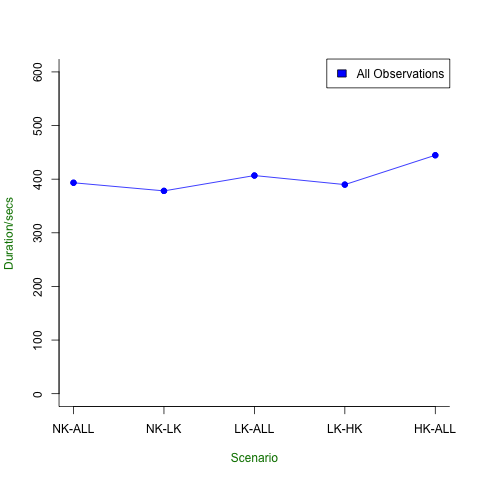 All Observations
600
500
400
300
200
100
0
Duration/secs
NK-ALL NK-LK LK-ALL LK-HK HK-ALL
Scenario